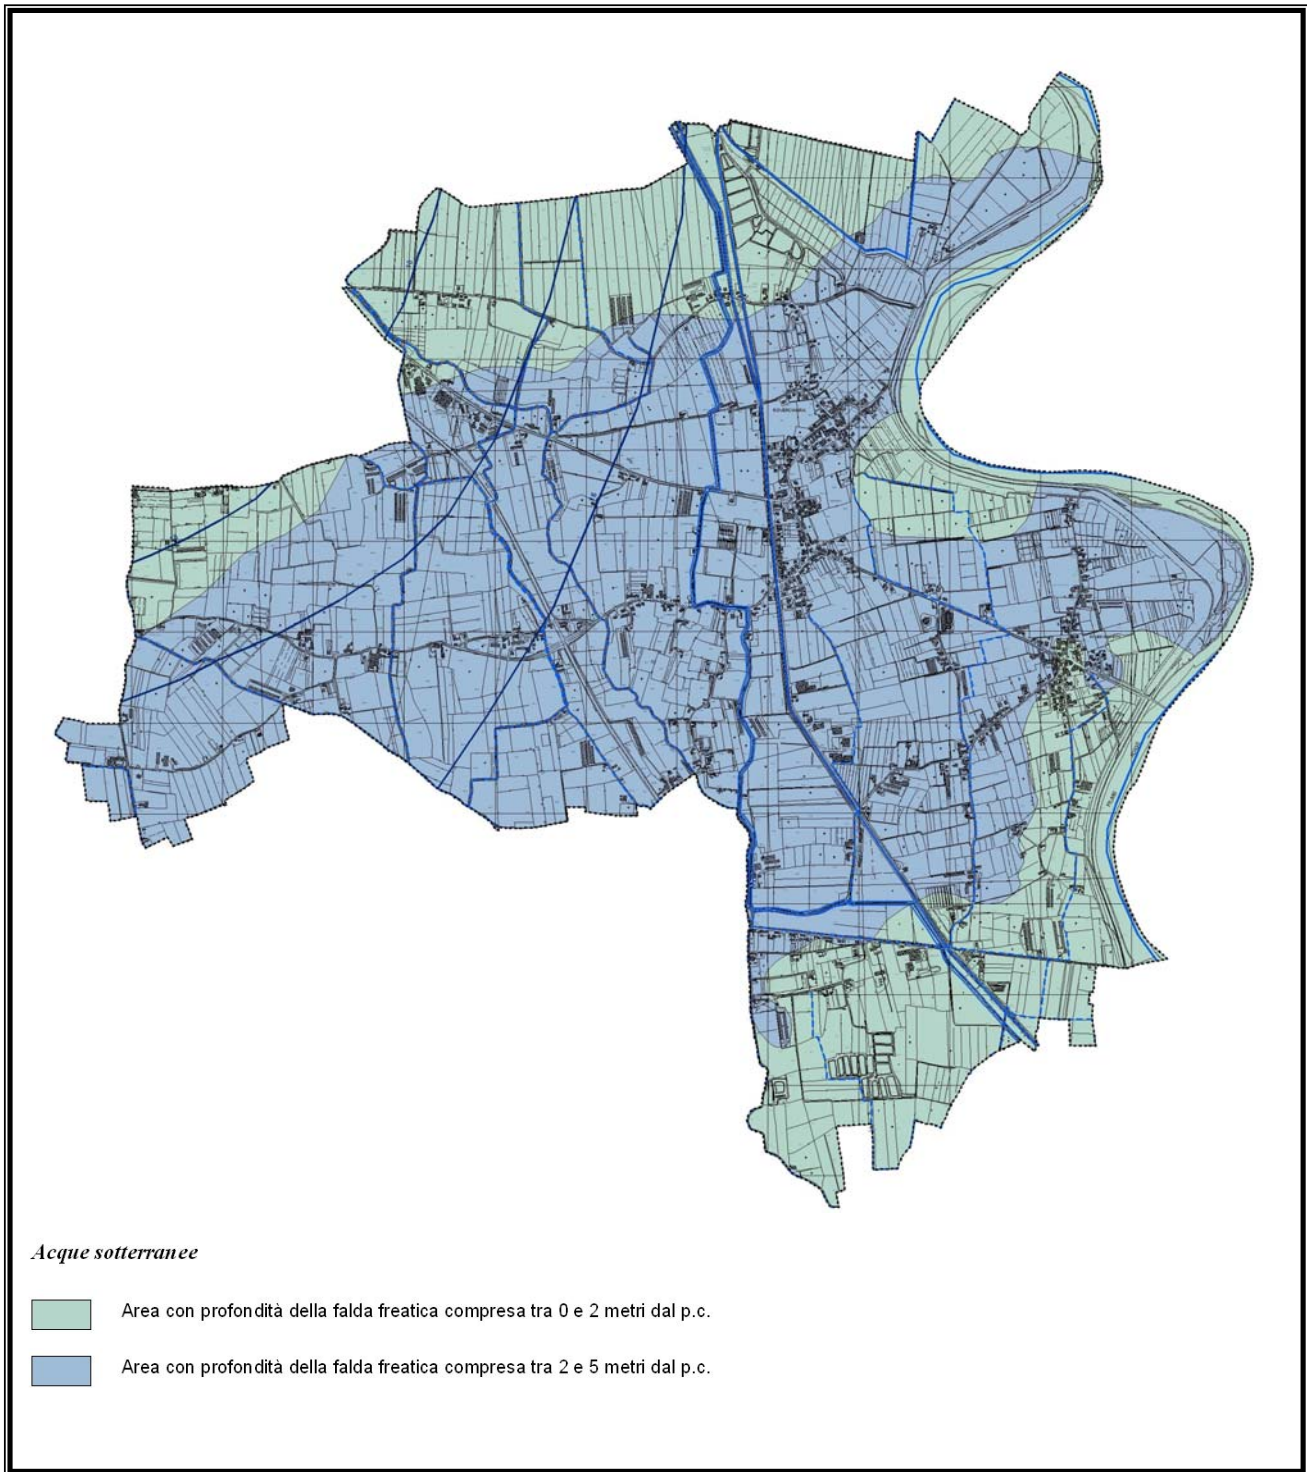 Acque sotterranee
Area con profondità della falda freatica compresa tra 0 e 2 metri dal p.c.
Area con profondità della falda freatica compresa tra 2 e 5 metri dal p.c.